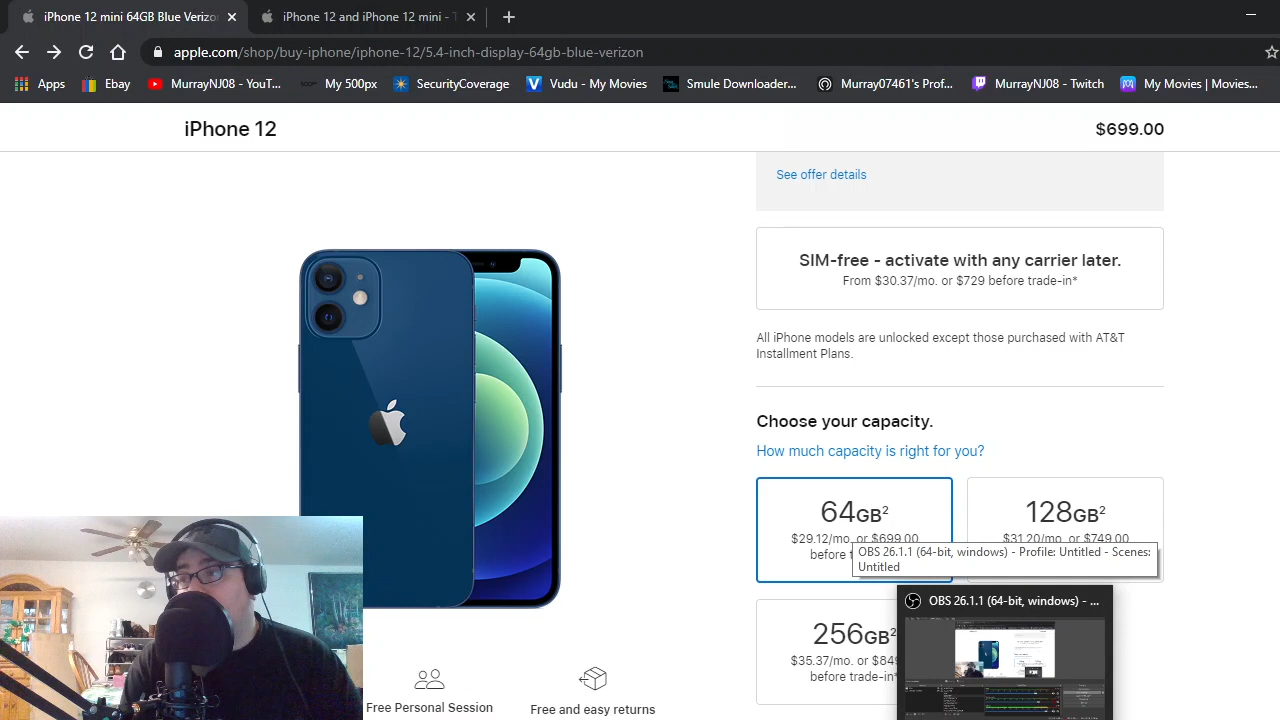 iPhone 12 mini 64GB Blue Verizo
iPhone 12 and iPhone 12 mini - T
apple.com/shop/buy-iphone/iphone-12/5.4-inch-display-64gb-blue-verizon
Apps
Ebay
MurrayNJ08 - YouT...
My 500px
SecurityCoverage
Vudu - My Movies
Smule Downloader...
Murray07461's Prof...
MurrayNJ08 - Twitch
My Movies | Movies...
iPhone 12
$699.00
See offer details
SIM-free - activate with any carrier later.
From $30.37/mo. or $729 before trade-in*
All iPhone models are unlocked except those purchased with AT&T
Installment Plans.
Choose your capacity.
How much capacity is right for you?
64GB²
$29.12/mo. or $699.00
before t
128GB²
$31.20/mo. or $749.00
OBS 26.1.1 (64-bit, windows) - Profile: Untitled - Scenes:
Untitled
OBS 26.1.1 (64-bit, windows) - ...
256GB²
$35.37/mo. or $849
before trade-in*
Free Personal Session
Free and easy returns